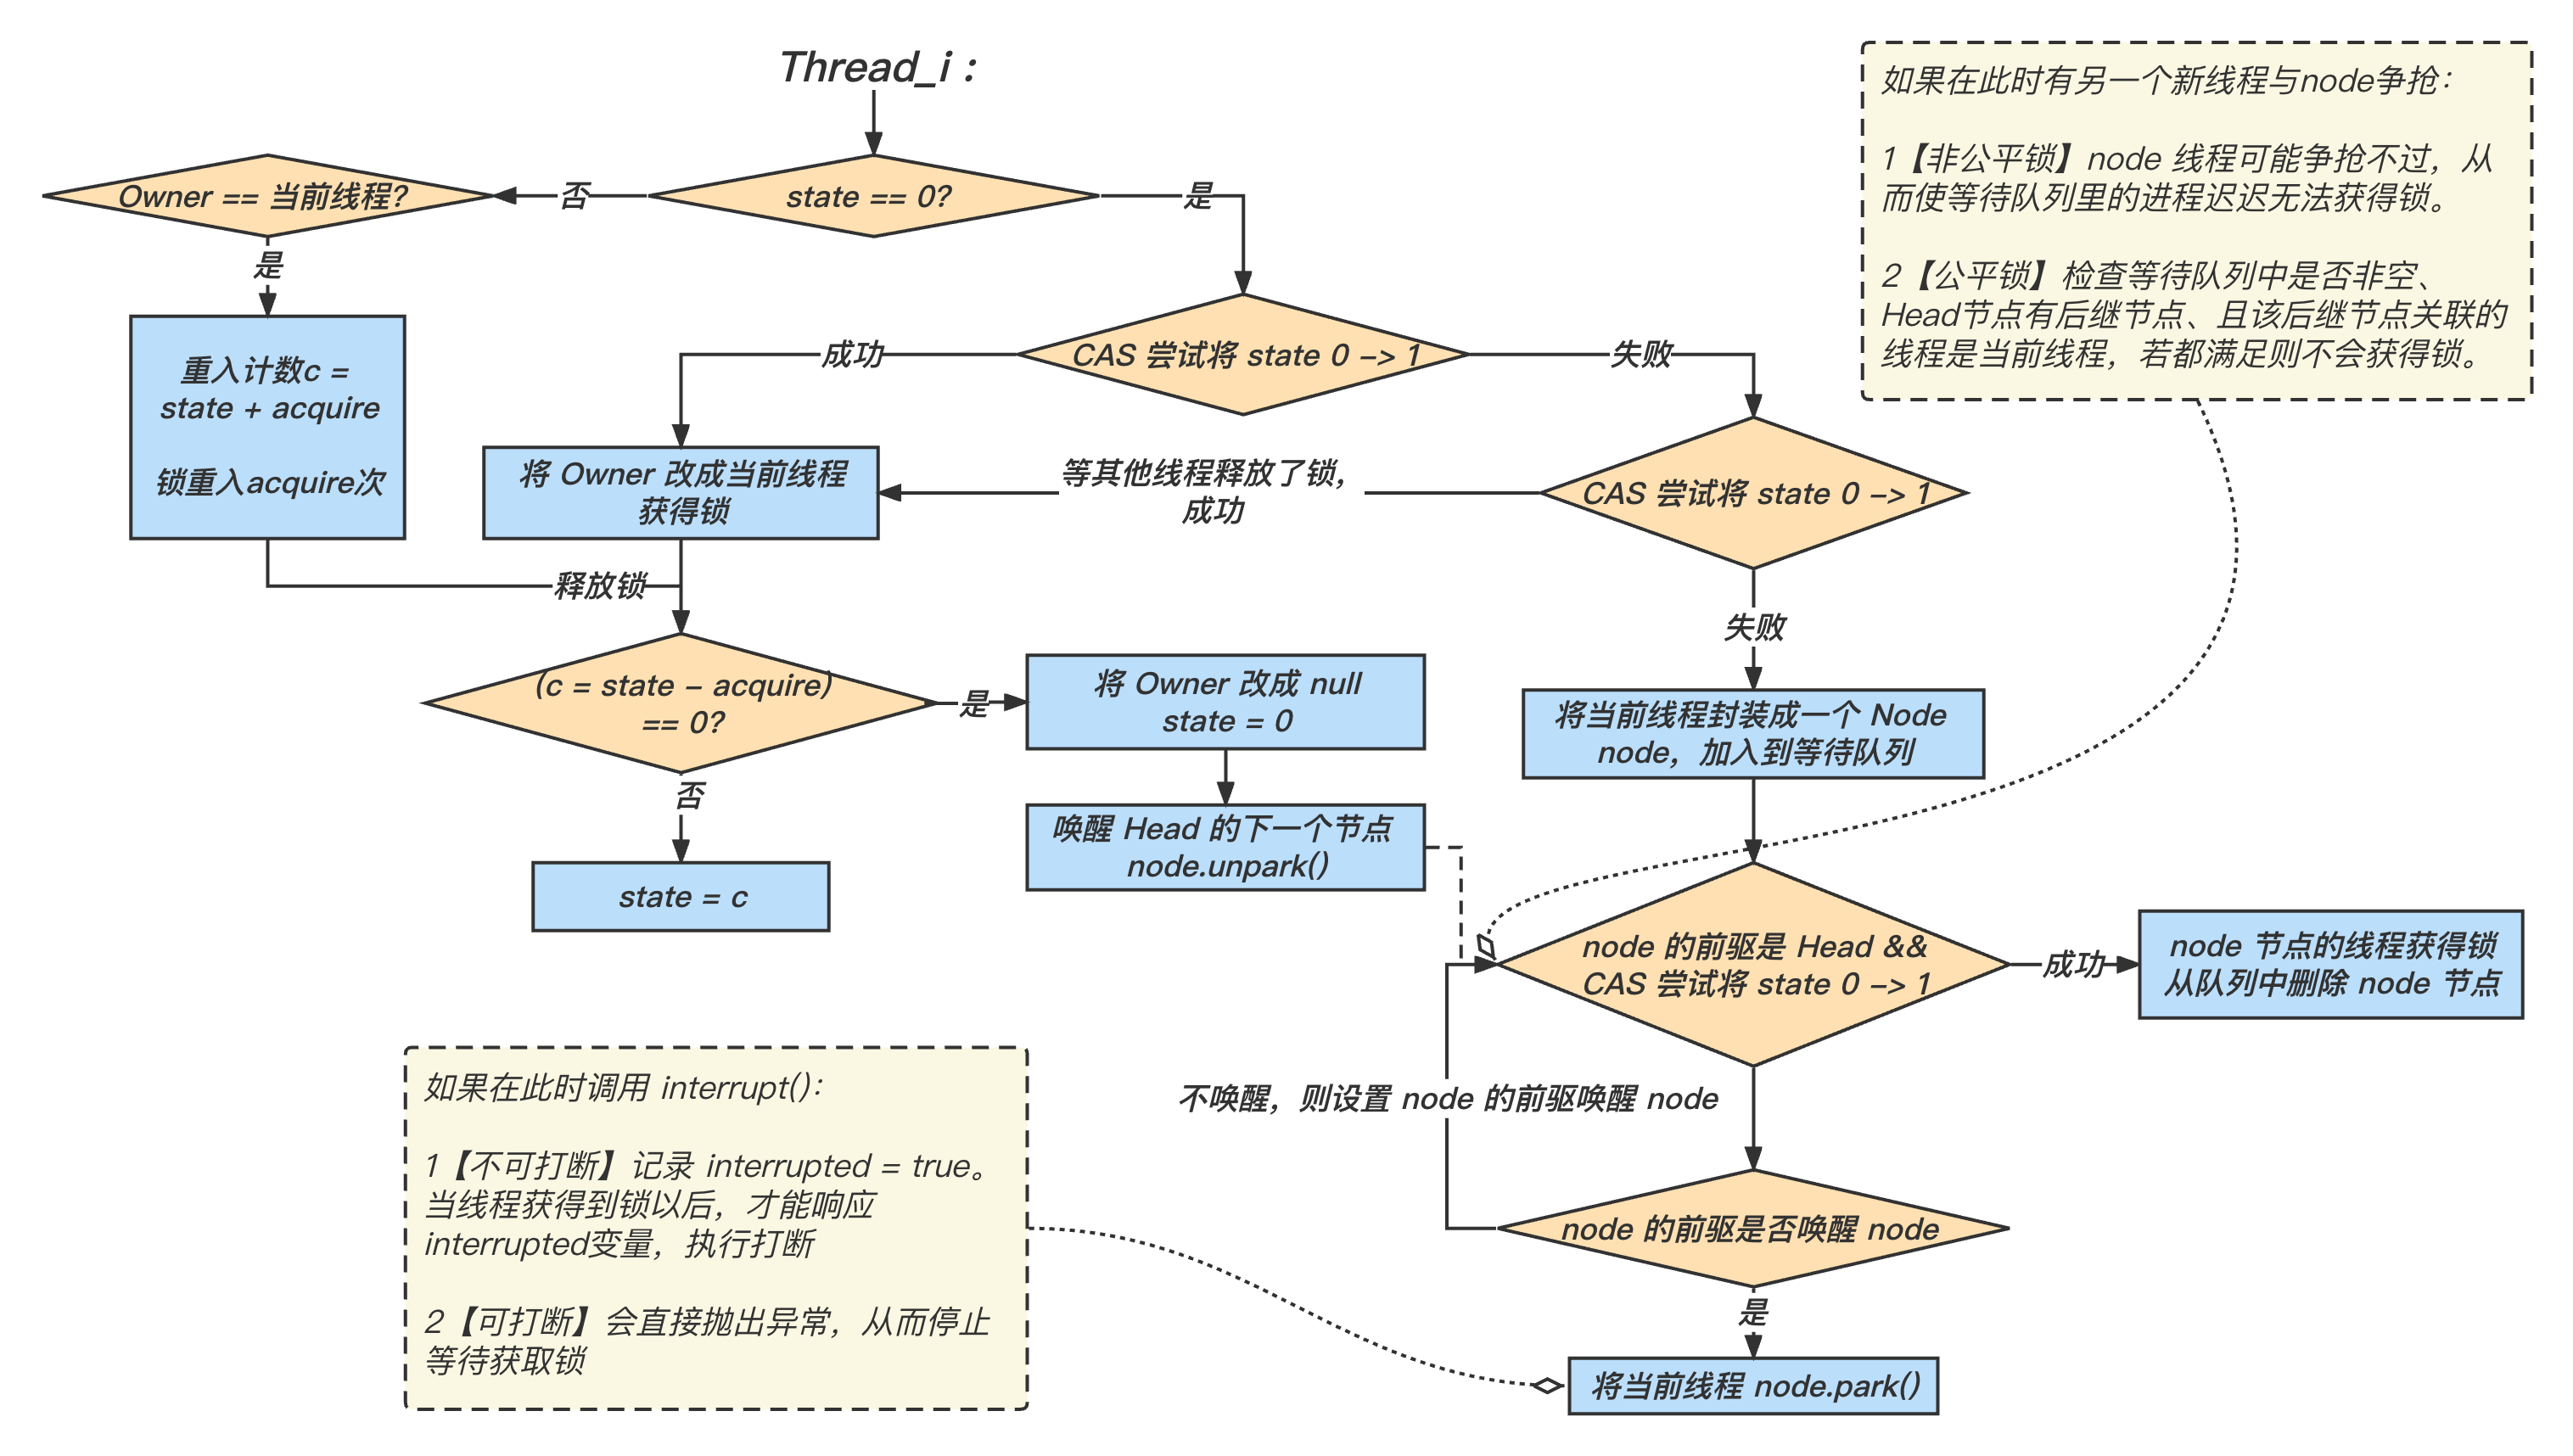 Thread_i :
state == 0?
否
是
Owner == 当前线程?
是
重入计数c =
state + acquire
锁重入acquire次
CAS 尝试将 state 0 -> 1
成功
失败
将 Owner 改成当前线程
获得锁
等其他线程释放了锁，
成功
CAS 尝试将 state 0 -> 1
释放锁
失败
(c = state - acquire)
== 0?
是
将 Owner 改成 null
state = 0
否
state = c
唤醒 Head 的下一个节点
node.unpark()
将当前线程封装成一个 Node
node，加入到等待队列
node 的前驱是 Head &&
CAS 尝试将 state 0 -> 1
成功
node 节点的线程获得锁
从队列中删除 node 节点
不唤醒，则设置 node 的前驱唤醒 node
node 的前驱是否唤醒 node
是
将当前线程 node.park()
如果在此时有另一个新线程与node争抢：
1【非公平锁】node 线程可能争抢不过，从
而使等待队列里的进程迟迟无法获得锁。
2【公平锁】检查等待队列中是否非空、
Head节点有后继节点、且该后继节点关联的
线程是当前线程，若都满足则不会获得锁。
如果在此时调用 interrupt()：
1【不可打断】记录 interrupted = true。
当线程获得到锁以后，才能响应
interrupted变量，执行打断
2【可打断】会直接抛出异常，从而停止
等待获取锁